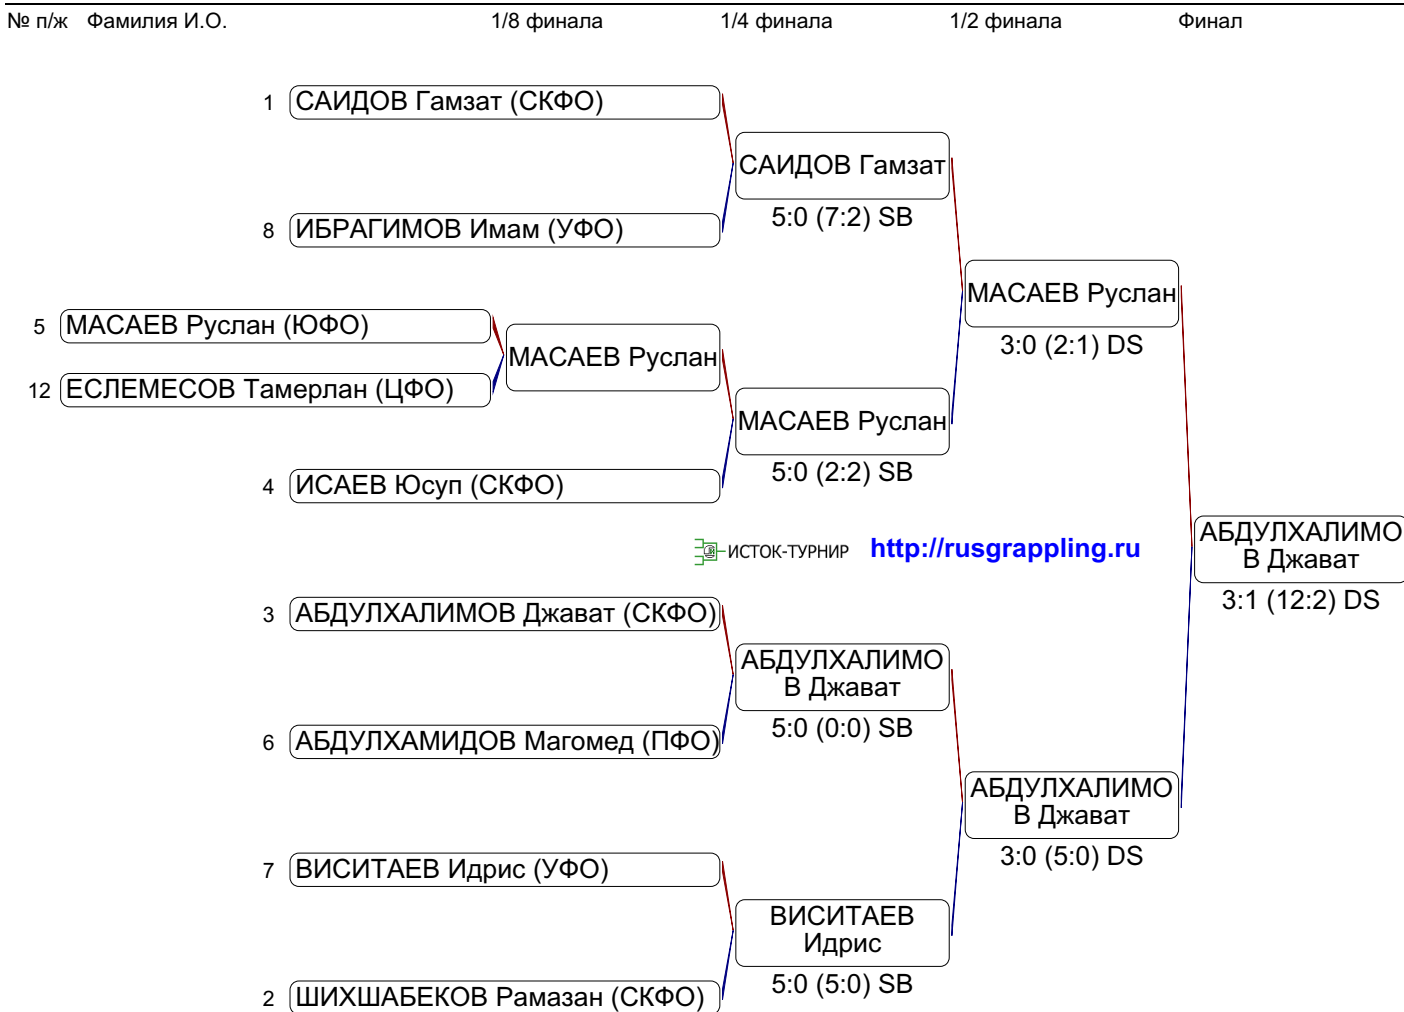 № п/ж Фамилия И.О. 1/8 финала 1/4 финала 1/2 финала Финал
1 САИДОВ Гамзат (СКФО)
САИДОВ Гамзат
5:0 (7:2) SB
8 ИБРАГИМОВ Имам (УФО)
МАСАЕВ Руслан
3:0 (2:1) DS
5 МАСАЕВ Руслан (ЮФО)
МАСАЕВ Руслан
12 ЕСЛЕМЕСОВ Тамерлан (ЦФО)
МАСАЕВ Руслан
5:0 (2:2) SB
4 ИСАЕВ Юсуп (СКФО)
ИСТОК-ТУРНИР http://rusgrappling.ru
АБДУЛХАЛИМО
В Джават
3:1 (12:2) DS
3 АБДУЛХАЛИМОВ Джават (СКФО)
АБДУЛХАЛИМО
В Джават
5:0 (0:0) SB
6 АБДУЛХАМИДОВ Магомед (ПФО)
АБДУЛХАЛИМО
В Джават
3:0 (5:0) DS
7 ВИСИТАЕВ Идрис (УФО)
ВИСИТАЕВ
Идрис
5:0 (5:0) SB
2 ШИХШАБЕКОВ Рамазан (СКФО)